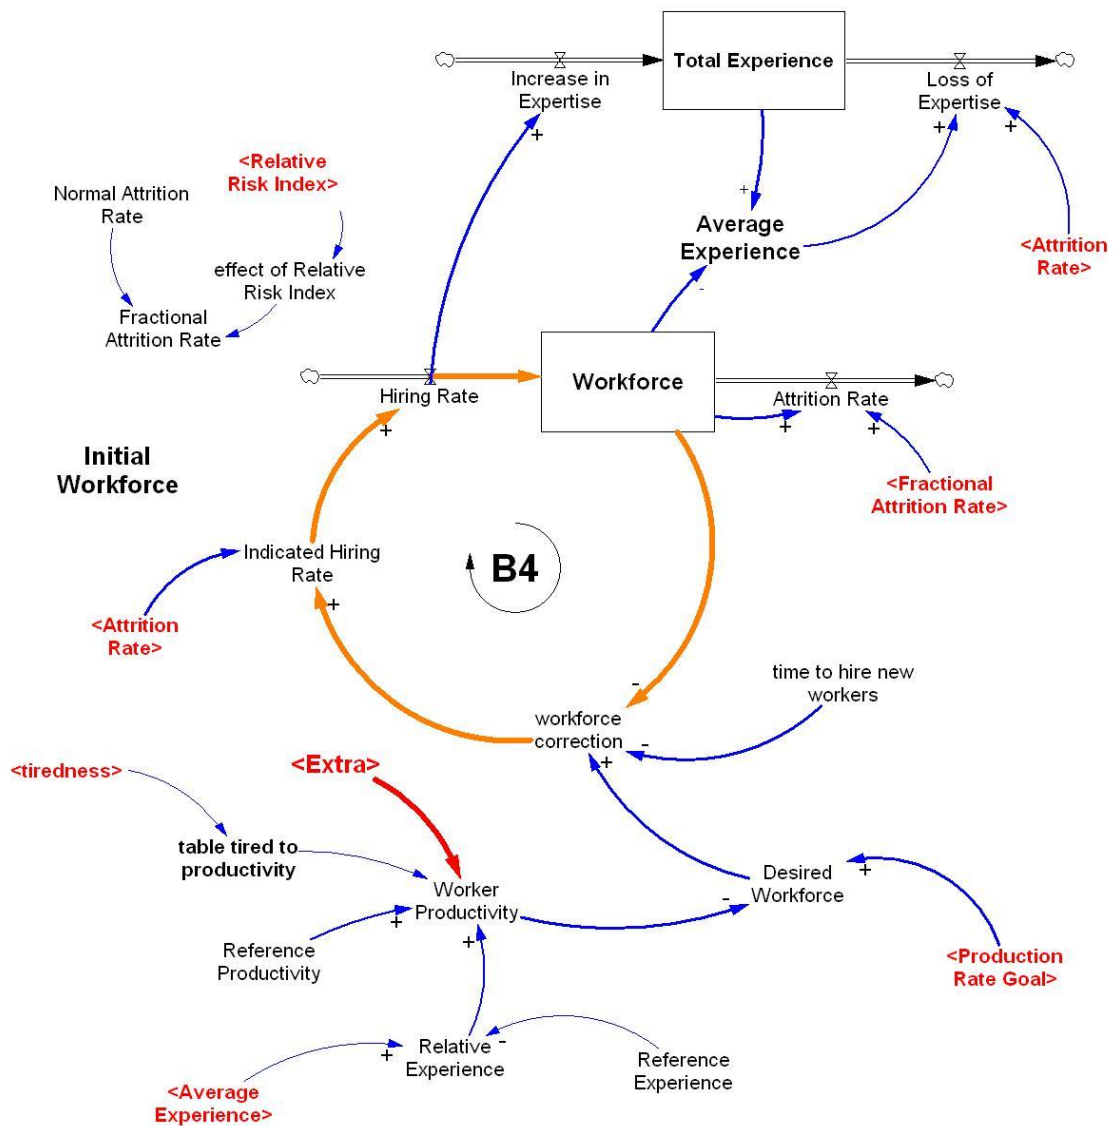 Total Experience
Increase in
Expertise
Loss of
Expertise
+
+
+
<Relative
Risk Index>
Normal Attrition
Rate
+
Average
Experience
<Attrition
Rate>
effect of Relative
Risk Index
-
Fractional
Attrition Rate
Workforce
Hiring Rate
Attrition Rate
+
+
+
Initial
Workforce
<Fractional
Attrition Rate>
Indicated Hiring
Rate
B4
+
<Attrition
Rate>
time to hire new
workers
-
workforce
correction
-
+
<Extra>
<tiredness>
table tired to
productivity
Desired
Workforce
+
Worker
Productivity
-
+
+
Reference
Productivity
<Production
Rate Goal>
Relative
Experience
-
+
Reference
Experience
<Average
Experience>